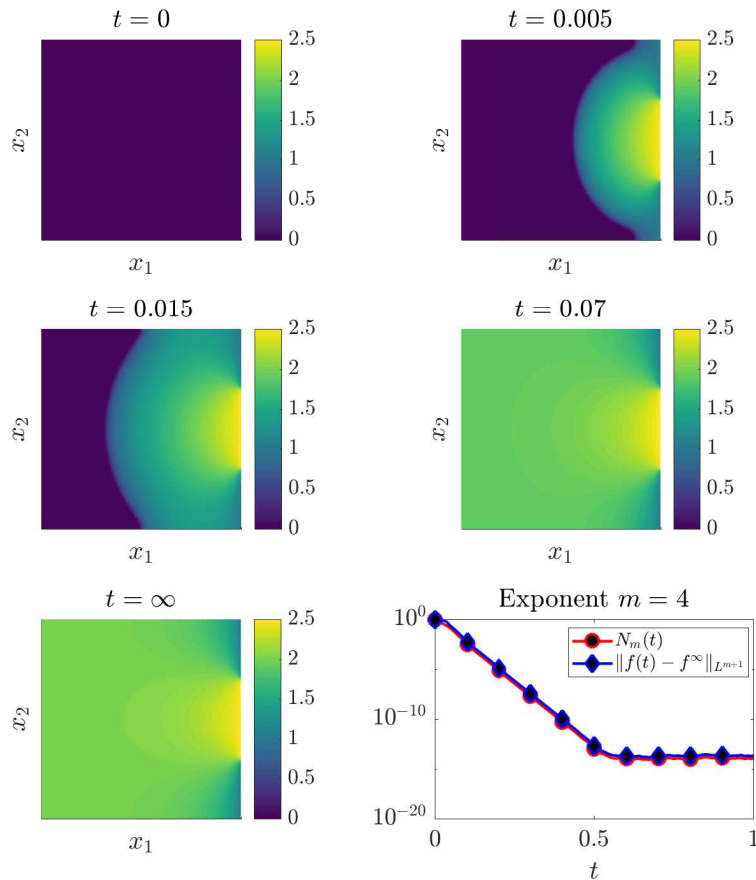 t = 0
2.5
2
1.5
1
0.5
0
x₂
x₁
t = 0.005
2.5
2
1.5
1
0.5
0
x₂
x₁
t = 0.015
2.5
2
1.5
1
0.5
0
x₂
x₁
t = 0.07
2.5
2
1.5
1
0.5
0
x₂
x₁
t = ∞
2.5
2
1.5
1
0.5
0
x₂
x₁
Exponent m = 4
10⁰
10⁻¹⁰
10⁻²⁰
N_m(t)
‖f(t) − f^∞‖_{L^{m+1}}
0 0.5 1
t